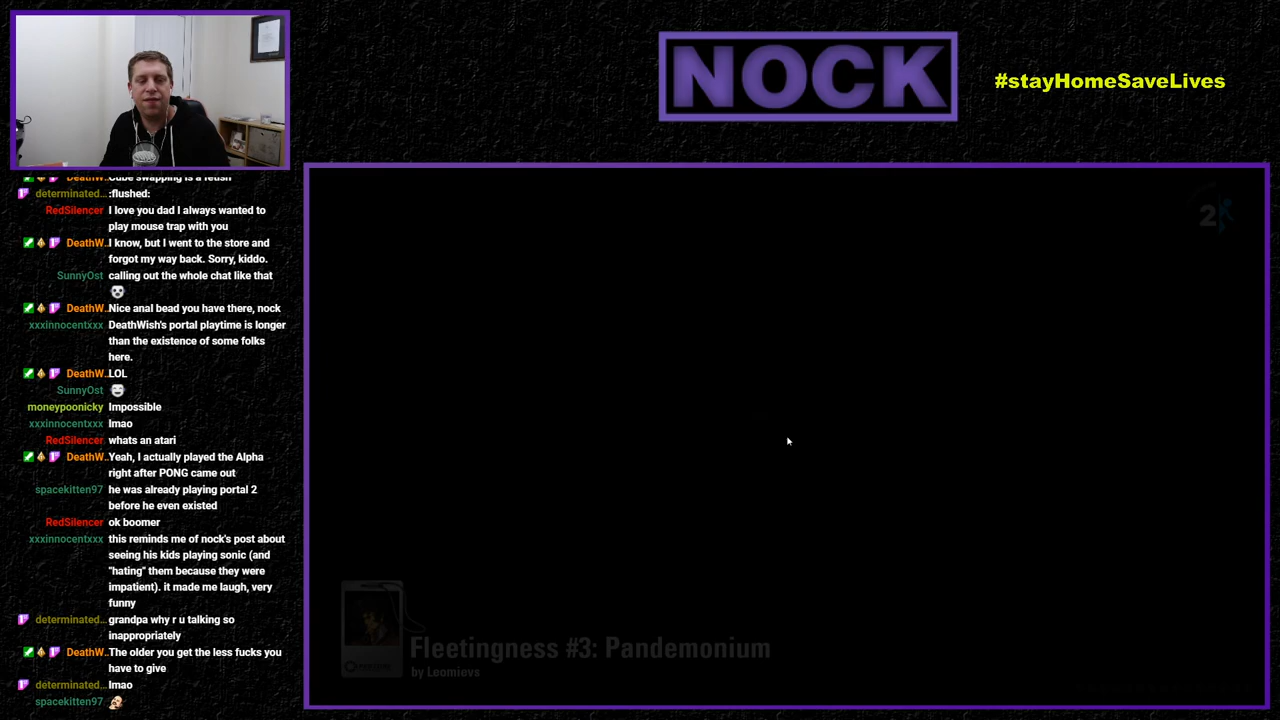 NOCK
#stayHomeSaveLives
DeathW.. Cube swapping is a fetish
determinated... :flushed:
RedSilencer I love you dad I always wanted to
play mouse trap with you
DeathW.. I know, but I went to the store and
forgot my way back. Sorry, kiddo.
SunnyOst calling out the whole chat like that
DeathW.. Nice anal bead you have there, nock
xxxinnocentxxx DeathWish's portal playtime is longer
than the existence of some folks
here.
DeathW.. LOL
SunnyOst
moneypoonicky Impossible
xxxinnocentxxx lmao
RedSilencer whats an atari
DeathW.. Yeah, I actually played the Alpha
right after PONG came out
spacekitten97 he was already playing portal 2
before he even existed
RedSilencer ok boomer
xxxinnocentxxx this reminds me of nock's post about
seeing his kids playing sonic (and
"hating" them because they were
impatient). it made me laugh, very
funny
determinated... grandpa why r u talking so
inappropriately
DeathW.. The older you get the less fucks you
have to give
determinated... lmao
spacekitten97
2
Fleetingness #3: Pandemonium
by Leomievs